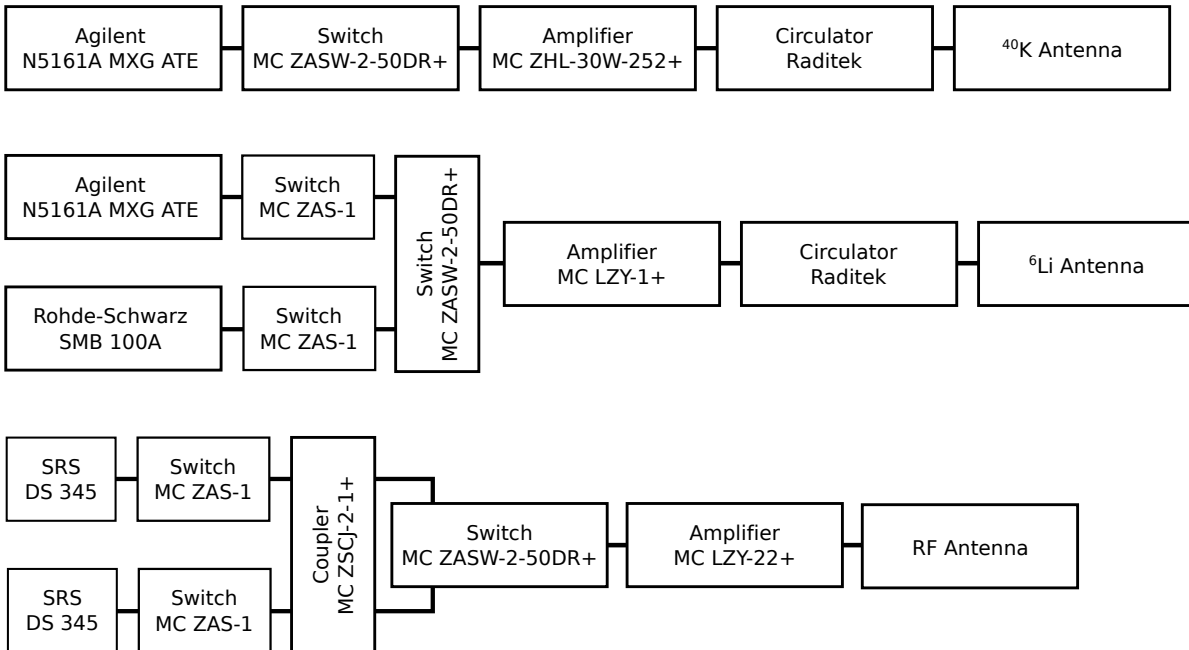 Agilent
N5161A MXG ATE
Switch
MC ZASW-2-50DR+
Amplifier
MC ZHL-30W-252+
Circulator
Raditek
⁴⁰K Antenna
Agilent
N5161A MXG ATE
Switch
MC ZAS-1
Rohde-Schwarz
SMB 100A
Switch
MC ZAS-1
Switch
MC ZASW-2-50DR+
Amplifier
MC LZY-1+
Circulator
Raditek
⁶Li Antenna
SRS
DS 345
Switch
MC ZAS-1
SRS
DS 345
Switch
MC ZAS-1
Coupler
MC ZSCJ-2-1+
Switch
MC ZASW-2-50DR+
Amplifier
MC LZY-22+
RF Antenna